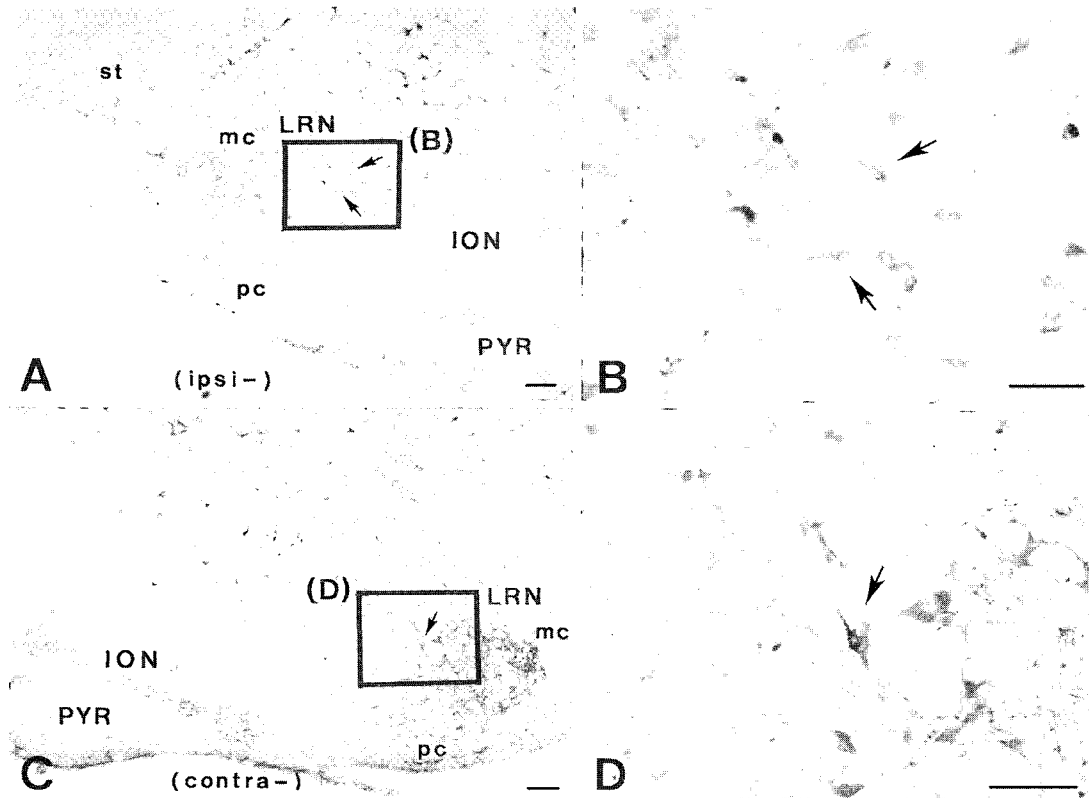 st
mc LRN (B)
ION
pc
PYR
A (ipsi-)
B
(D) LRN
mc
ION
PYR
pc
C (contra-)
D